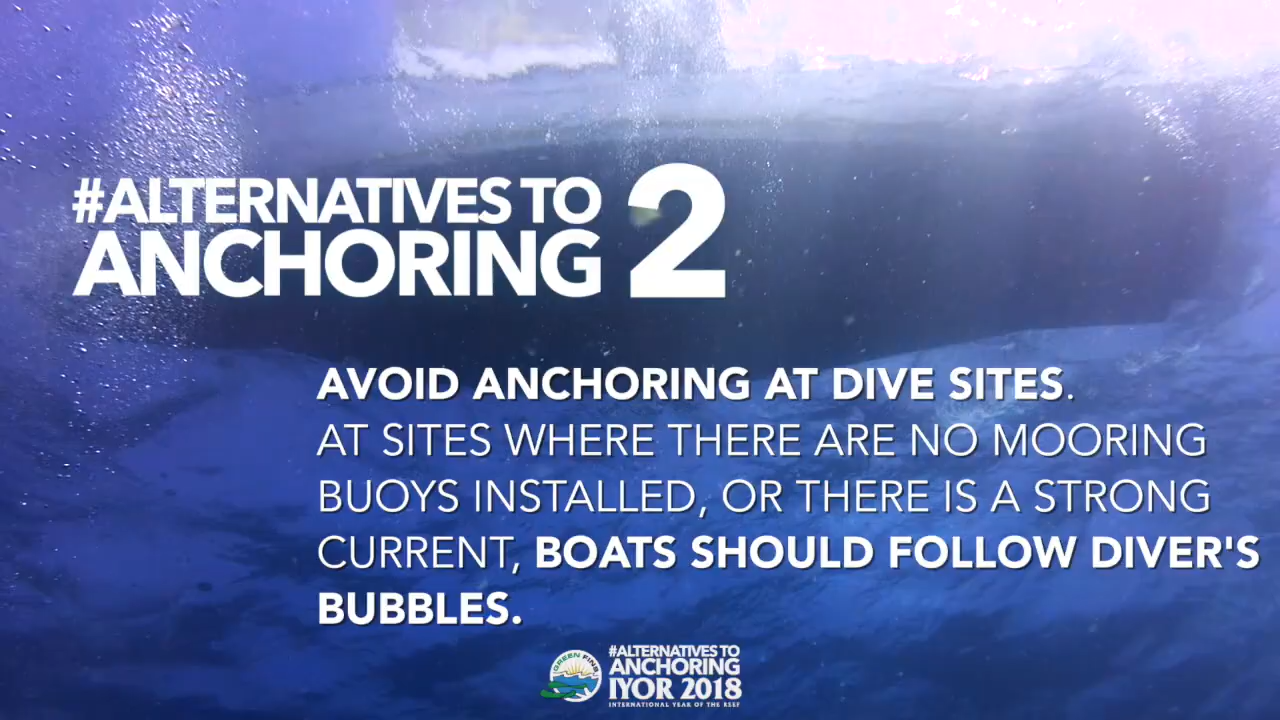 #ALTERNATIVES TO
ANCHORING 2
AVOID ANCHORING AT DIVE SITES.
AT SITES WHERE THERE ARE NO MOORING
BUOYS INSTALLED, OR THERE IS A STRONG
CURRENT, BOATS SHOULD FOLLOW DIVER'S
BUBBLES.
GREEN FINS
#ALTERNATIVES TO
ANCHORING
IYOR 2018
INTERNATIONAL YEAR OF THE REEF